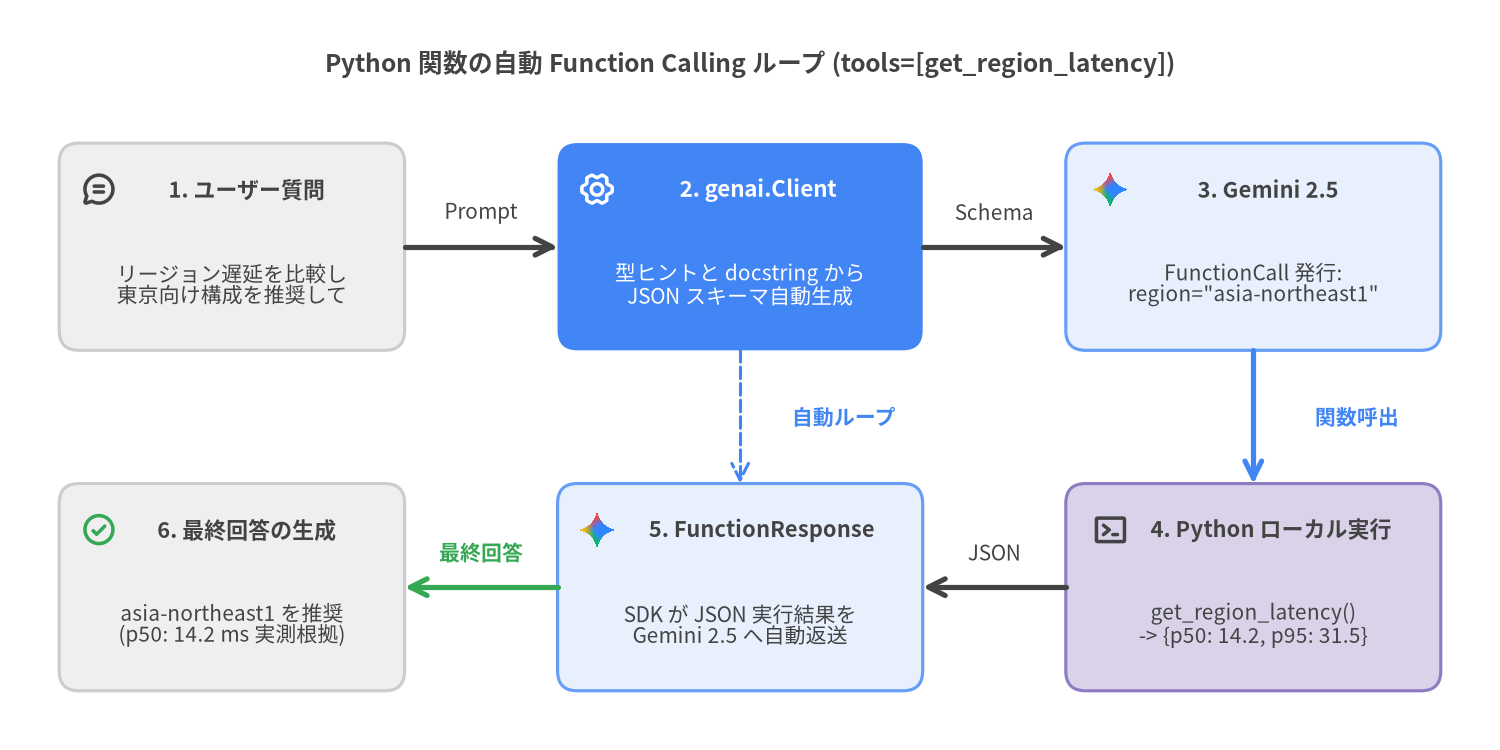 Python 関数の自動 Function Calling ループ (tools=[get_region_latency])
1. ユーザー質問
リージョン遅延を比較し
東京向け構成を推奨して
Prompt
2. genai.Client
型ヒントと docstring から
JSON スキーマ自動生成
Schema
3. Gemini 2.5
FunctionCall 発行:
region="asia-northeast1"
自動ループ
関数呼出
6. 最終回答の生成
asia-northeast1 を推奨
(p50: 14.2 ms 実測根拠)
最終回答
5. FunctionResponse
SDK が JSON 実行結果を
Gemini 2.5 へ自動返送
JSON
4. Python ローカル実行
get_region_latency()
-> {p50: 14.2, p95: 31.5}